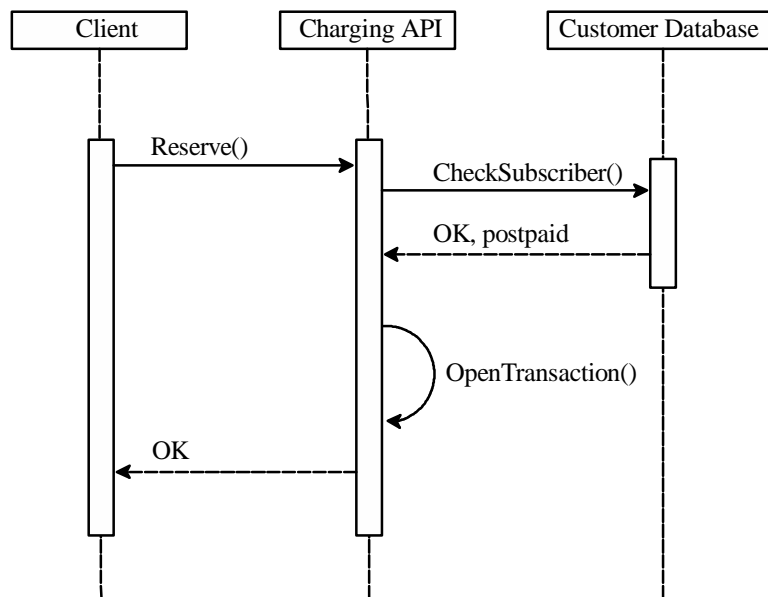 Client
Charging API
Customer Database
Reserve()
CheckSubscriber()
OK, postpaid
OpenTransaction()
OK